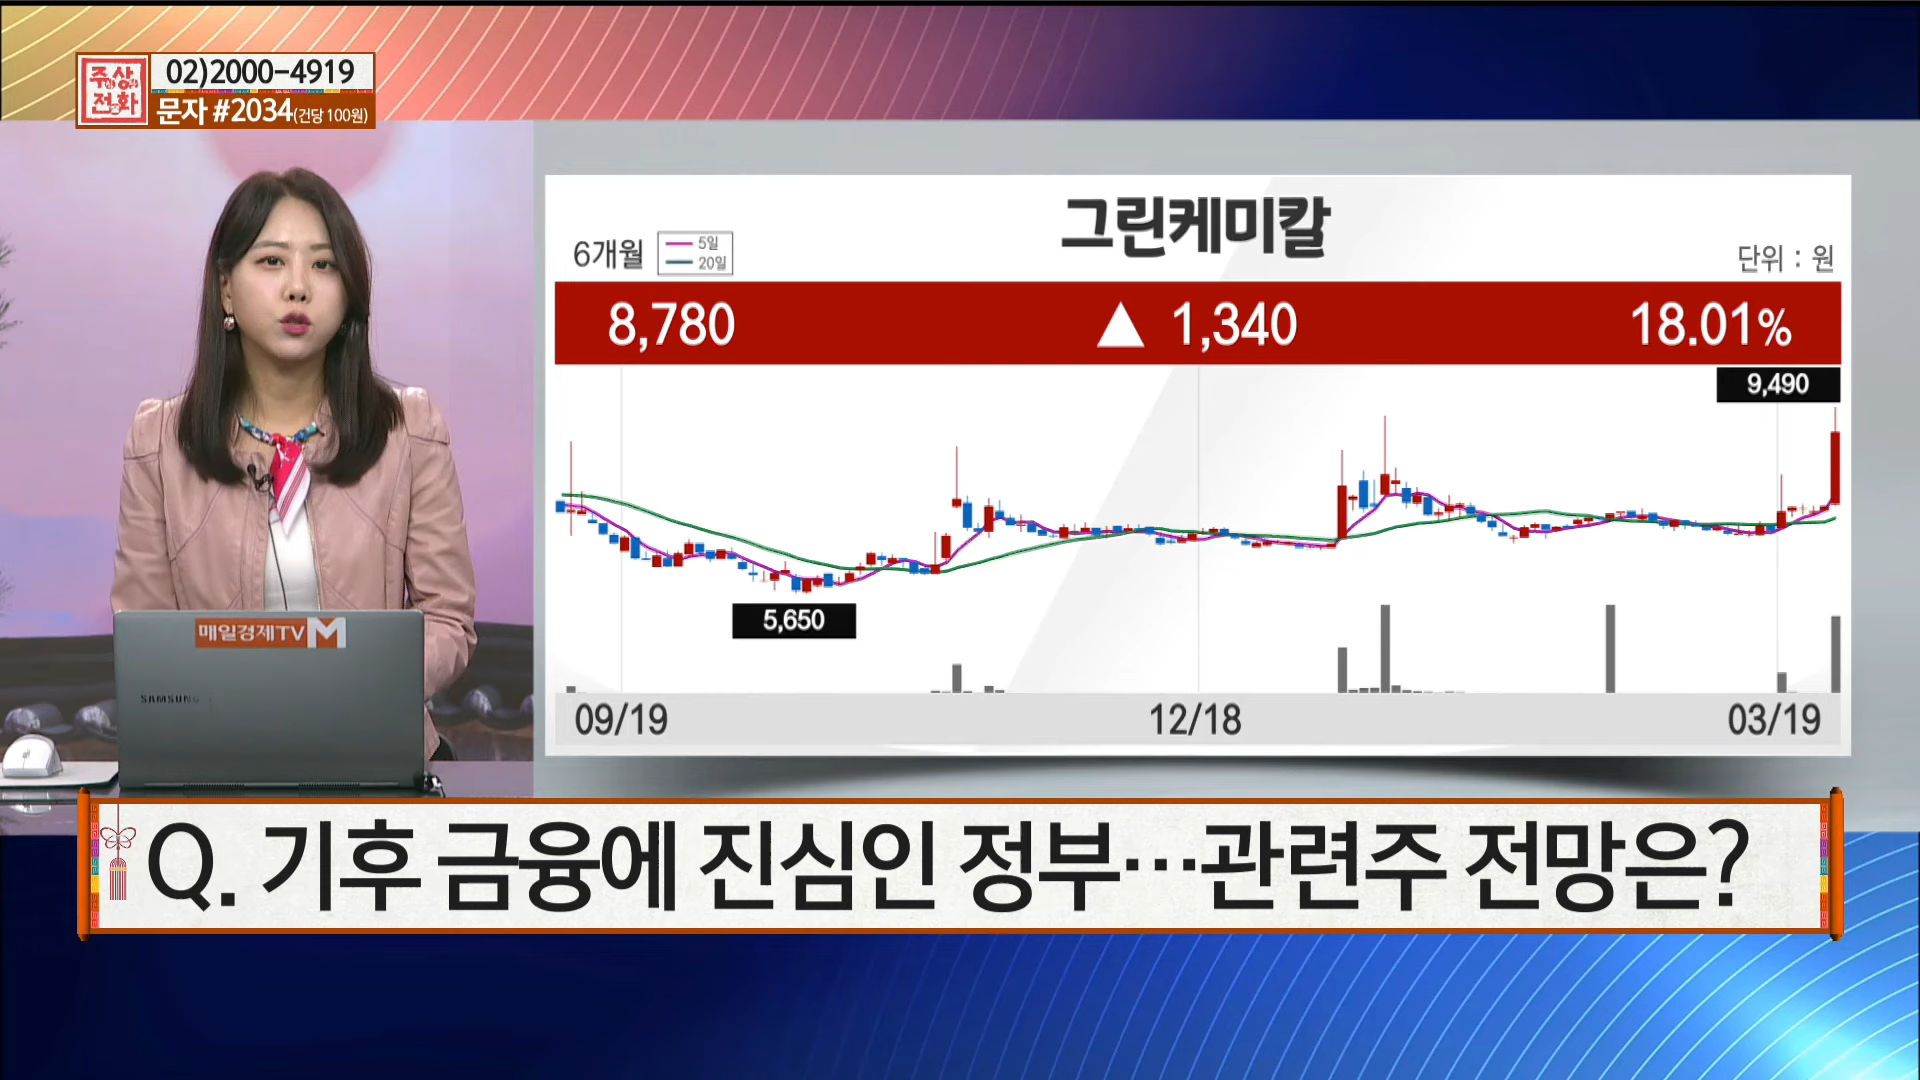 주상
전화
02)2000-4919
문자 #2034(건당 100원)
그린케미칼
6개월
5일
20일
단위 : 원
8,780 ▲ 1,340 18.01%
9,490
5,650
09/19 12/18 03/19
매일경제TV M
SAMSUNG
Q. 기후 금융에 진심인 정부…관련주 전망은?